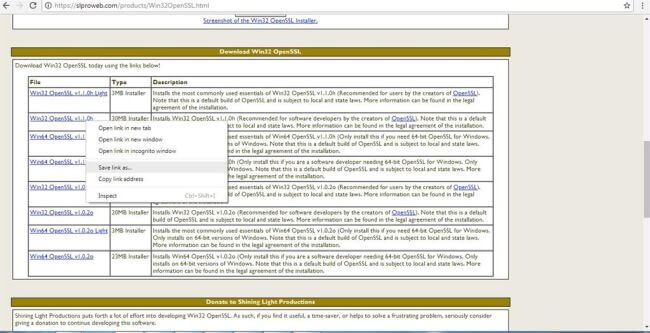 https://slproweb.com/products/Win32OpenSSL.html
Screenshot of the Win32 OpenSSL Installer.
Download Win32 OpenSSL
Download Win32 OpenSSL today using the links below!
File Type Description
Win32 OpenSSL v1.1.0h Light 3MB Installer Installs the most commonly used essentials of Win32 OpenSSL v1.1.0h (Recommended for users by the creators of OpenSSL).
Note that this is a default build of OpenSSL and is subject to local and state laws. More information can be found in the legal
agreement of the installation.
Win32 OpenSSL v1.1.0h 30MB Installer Installs Win32 OpenSSL v1.1.0h (Recommended for software developers by the creators of OpenSSL). Note that this is a default
ct to local and state laws. More information can be found in the legal agreement of the installation.
Win64 OpenSSL v1.1 essentials of Win64 OpenSSL v1.1.0h (Only install this if you need 64-bit OpenSSL for Windows.
Windows. Note that this is a default build of OpenSSL and is subject to local and state laws.
in the legal agreement of the installation.
Win64 OpenSSL v1.1 (Only install this if you are a software developer needing 64-bit OpenSSL for Windows. Only
Windows. Note that this is a default build of OpenSSL and is subject to local and state laws. More
legal agreement of the installation.
Win32 OpenSSL v1.0 essentials of Win32 OpenSSL v1.0.2o (Recommended for users by the creators of OpenSSL).
build of OpenSSL and is subject to local and state laws. More information can be found in the legal
Open link in new tab
Open link in new window
Open link in incognito window
Save link as...
Copy link address
Inspect Ctrl+Shift+I
Win32 OpenSSL v1.0.2o 20MB Installer Installs Win32 OpenSSL v1.0.2o (Recommended for software developers by the creators of OpenSSL). Note that this is a default
build of OpenSSL and is subject to local and state laws. More information can be found in the legal agreement of the installation.
Win64 OpenSSL v1.0.2o Light 3MB Installer Installs the most commonly used essentials of Win64 OpenSSL v1.0.2o (Only install this if you need 64-bit OpenSSL for Windows.
Only installs on 64-bit versions of Windows. Note that this is a default build of OpenSSL and is subject to local and state laws.
More information can be found in the legal agreement of the installation.
Win64 OpenSSL v1.0.2o 23MB Installer Installs Win64 OpenSSL v1.0.2o (Only install this if you are a software developer needing 64-bit OpenSSL for Windows. Only
installs on 64-bit versions of Windows. Note that this is a default build of OpenSSL and is subject to local and state laws. More
information can be found in the legal agreement of the installation.
Donate to Shining Light Productions
Shining Light Productions puts forth a lot of effort into developing Win32 OpenSSL. As such, if you find it useful, a time-saver, or helps to solve a frustrating problem, seriously consider
giving a donation to continue developing this software.